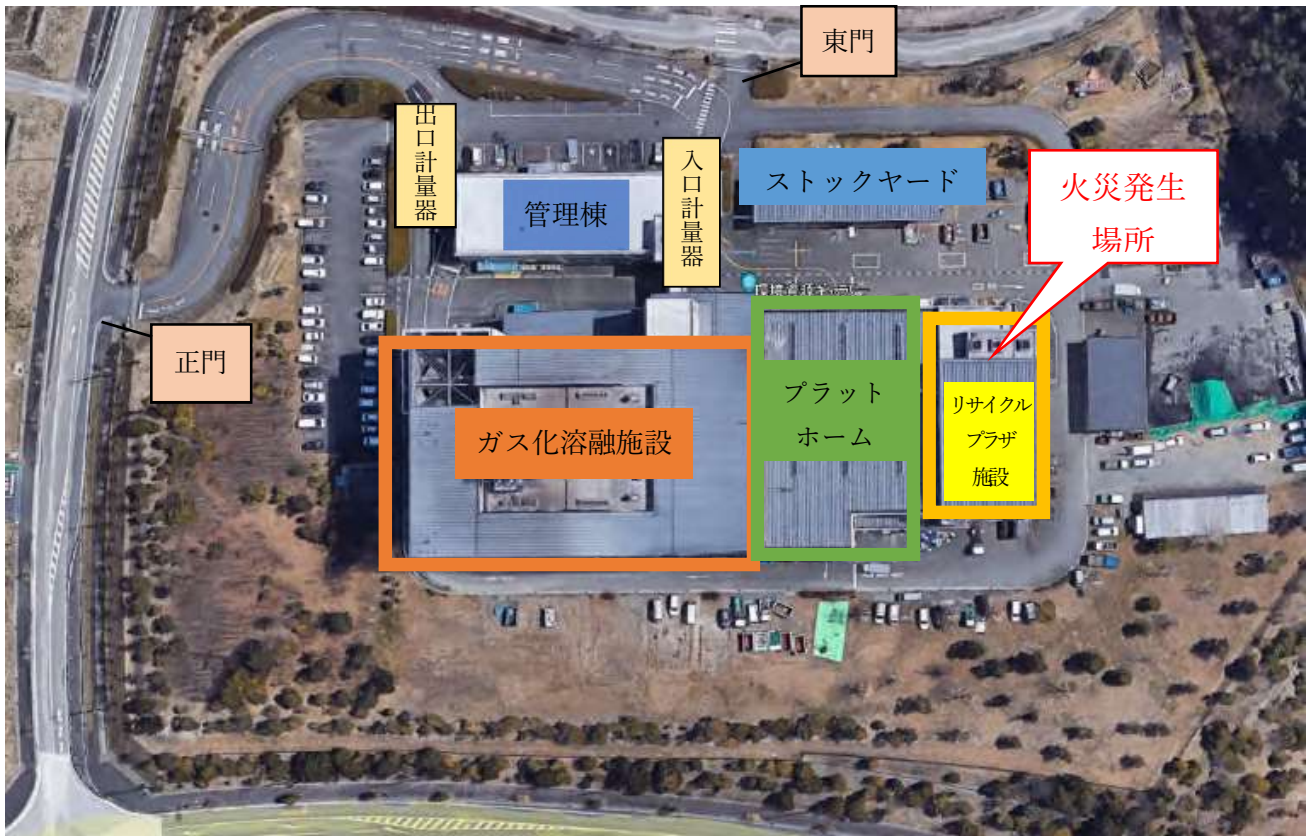 東門
出口計量器
入口計量器
ストックヤード
火災発生
場所
管理棟
正門
ガス化溶融施設
プラット
ホーム
リサイクル
プラザ
施設